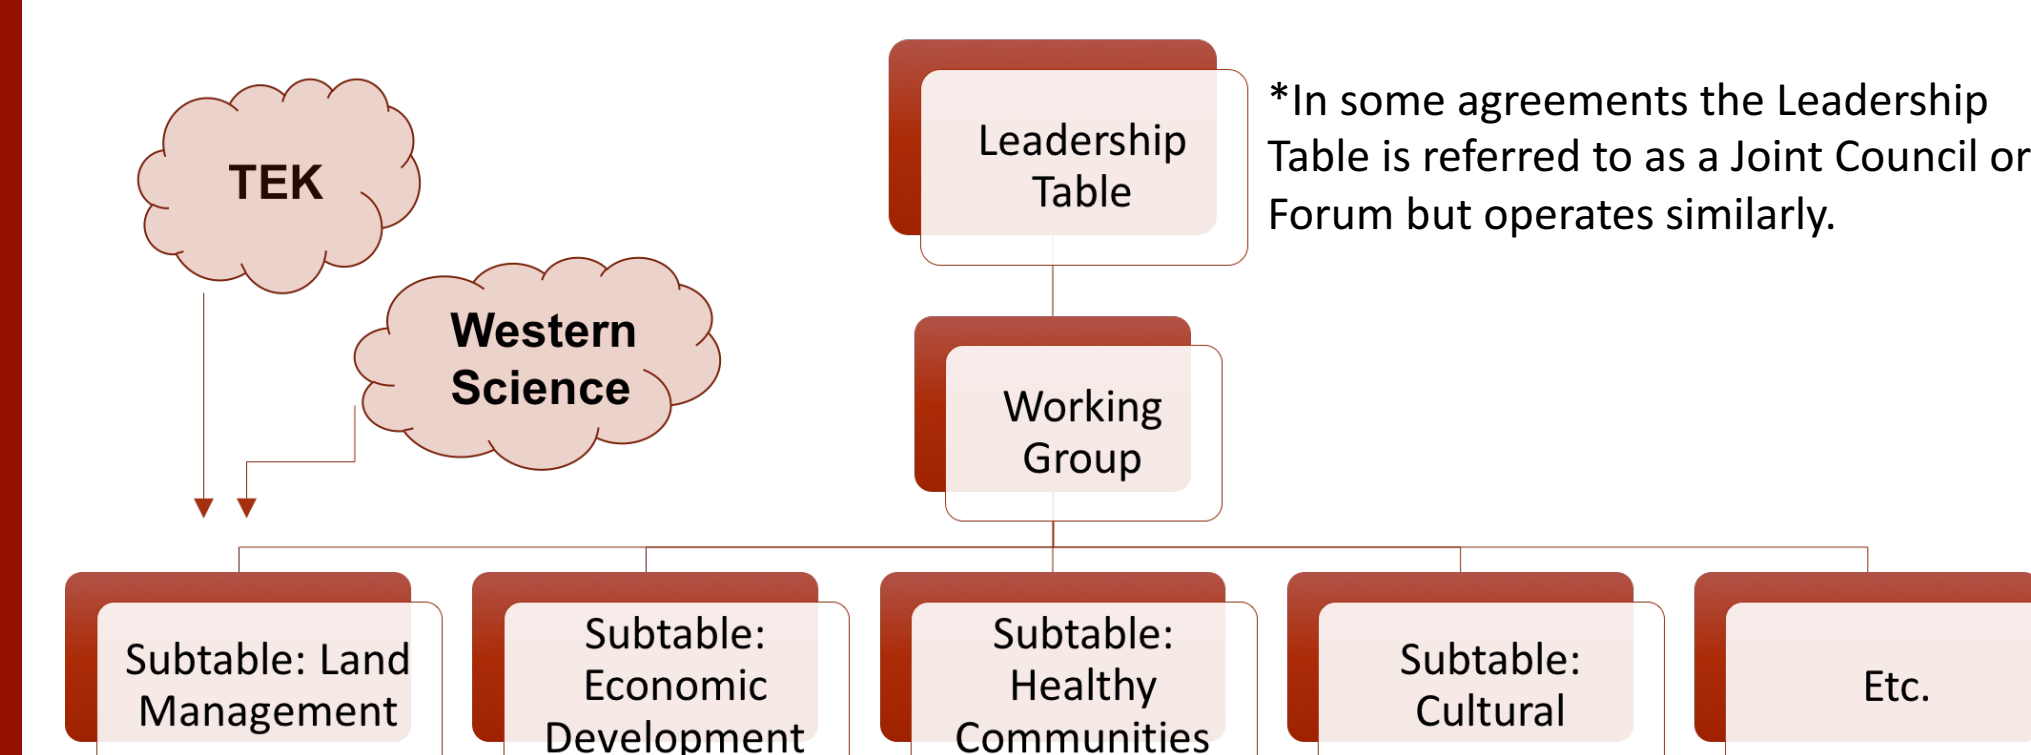 TEK
Western
Science
Leadership
Table
*In some agreements the Leadership
Table is referred to as a Joint Council or
Forum but operates similarly.
Working
Group
Subtable: Land
Management
Subtable:
Economic
Development
Subtable:
Healthy
Communities
Subtable:
Cultural
Etc.